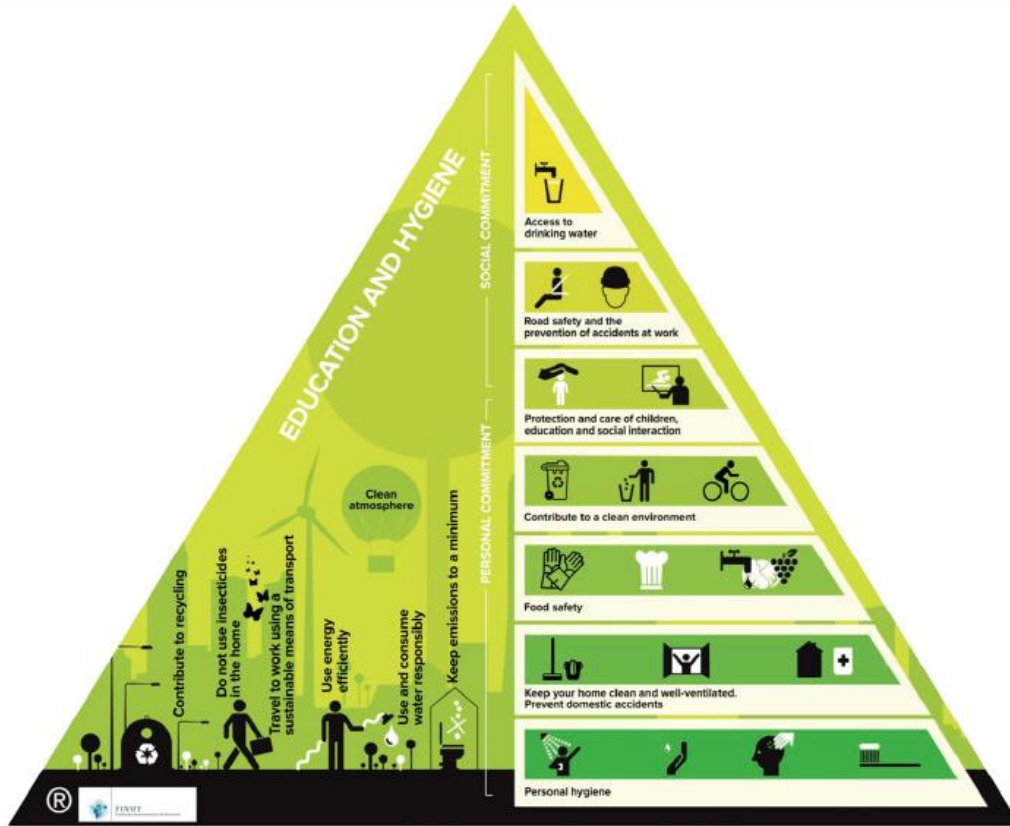 EDUCATION AND HYGIENE
SOCIAL COMMITMENT
PERSONAL COMMITMENT
Access to
drinking water
Road safety and the
prevention of accidents at work
Protection and care of children,
education and social interaction
Contribute to a clean environment
Food safety
Keep your home clean and well-ventilated.
Prevent domestic accidents
Personal hygiene
Clean
atmosphere
Contribute to recycling
Do not use insecticides
in the home
Travel to work using a
sustainable means of transport
Use energy
efficiently
Use and consume
water responsibly
Keep emissions to a minimum
®